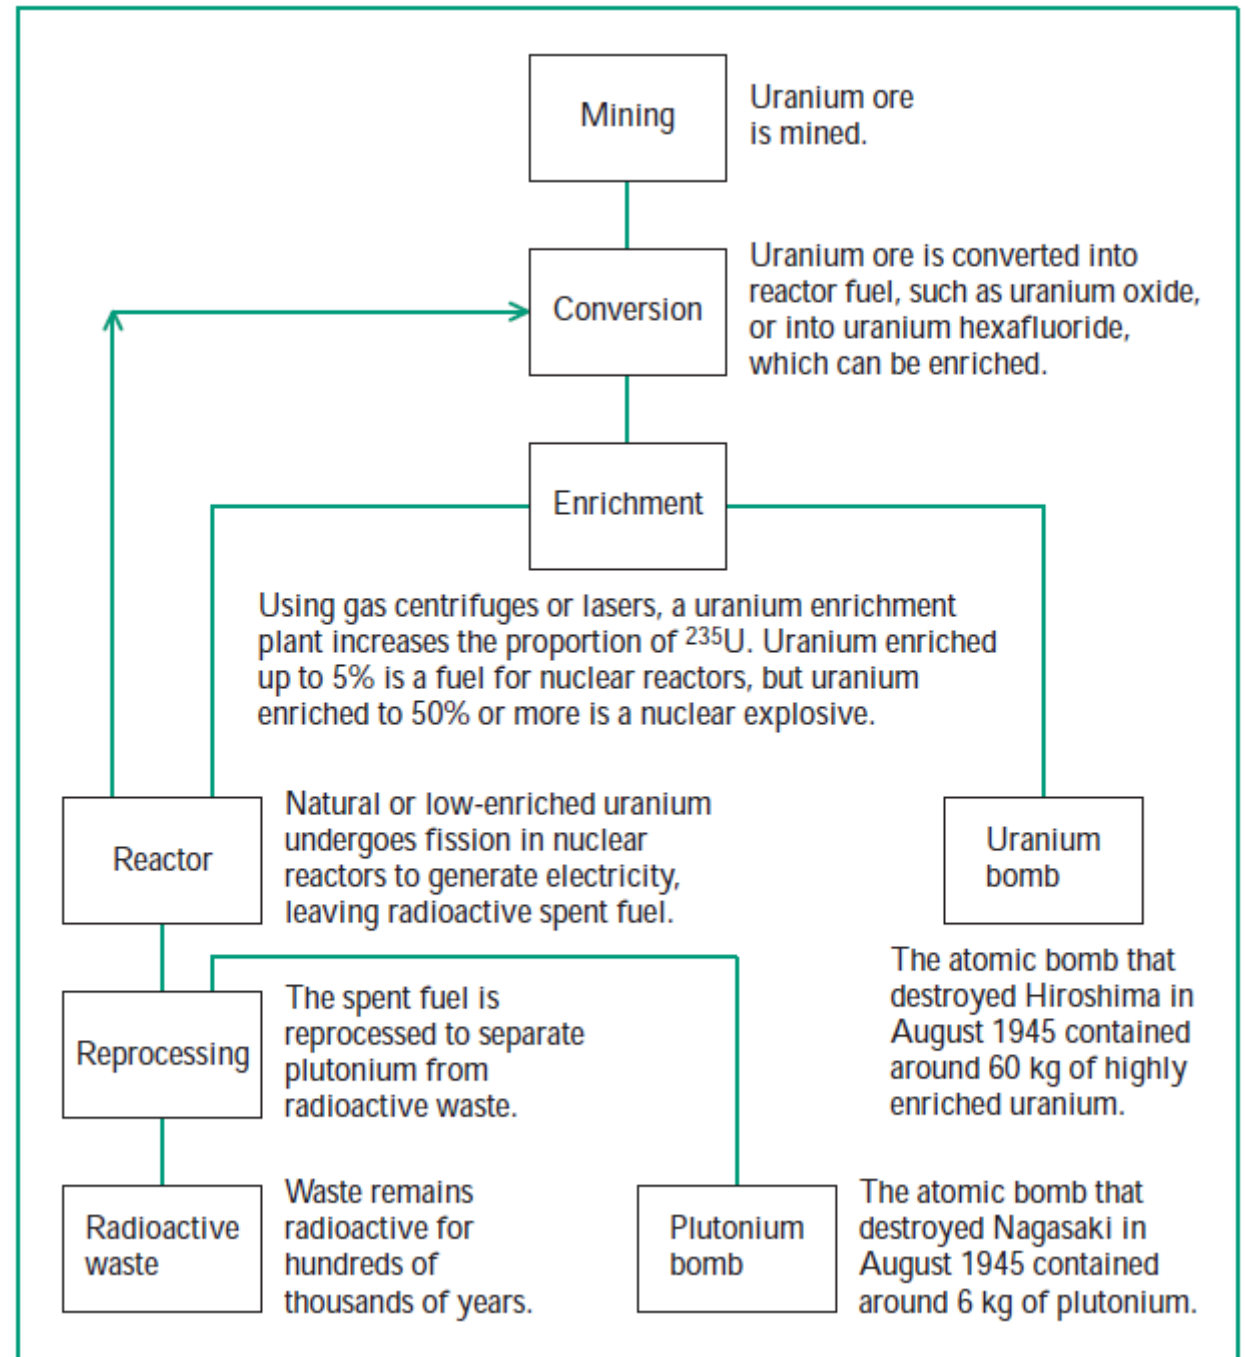 Mining
Uranium ore
is mined.
Conversion
Uranium ore is converted into
reactor fuel, such as uranium oxide,
or into uranium hexafluoride,
which can be enriched.
Enrichment
Using gas centrifuges or lasers, a uranium enrichment
plant increases the proportion of ²³⁵U. Uranium enriched
up to 5% is a fuel for nuclear reactors, but uranium
enriched to 50% or more is a nuclear explosive.
Reactor
Natural or low-enriched uranium
undergoes fission in nuclear
reactors to generate electricity,
leaving radioactive spent fuel.
Uranium
bomb
The atomic bomb that
destroyed Hiroshima in
August 1945 contained
around 60 kg of highly
enriched uranium.
Reprocessing
The spent fuel is
reprocessed to separate
plutonium from
radioactive waste.
Radioactive
waste
Waste remains
radioactive for
hundreds of
thousands of years.
Plutonium
bomb
The atomic bomb that
destroyed Nagasaki in
August 1945 contained
around 6 kg of plutonium.